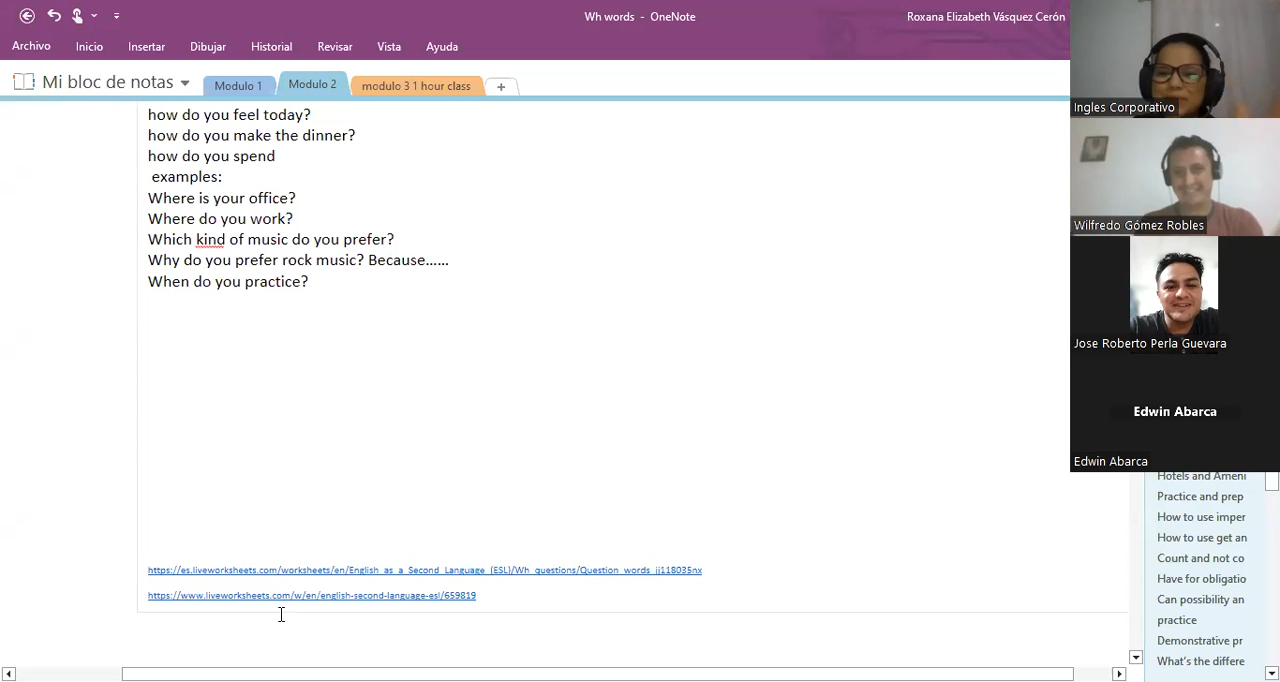 Wh words - OneNote
Roxana Elizabeth Vásquez Cerón
Archivo Inicio Insertar Dibujar Historial Revisar Vista Ayuda
Mi bloc de notas Modulo 1 Modulo 2 modulo 3 1 hour class +
how do you feel today?
how do you make the dinner?
how do you spend
examples:
Where is your office?
Where do you work?
Which kind of music do you prefer?
Why do you prefer rock music? Because......
When do you practice?
https://es.liveworksheets.com/worksheets/en/English_as_a_Second_Language_(ESL)/Wh_questions/Question_words_jj118035nx
https://www.liveworksheets.com/w/en/english-second-language-esl/659819
Ingles Corporativo
Wilfredo Gómez Robles
Jose Roberto Perla Guevara
Edwin Abarca
Edwin Abarca
Hotels and Ameni
Practice and prep
How to use imper
How to use get an
Count and not co
Have for obligatio
Can possibility an
practice
Demonstrative pr
What's the differe